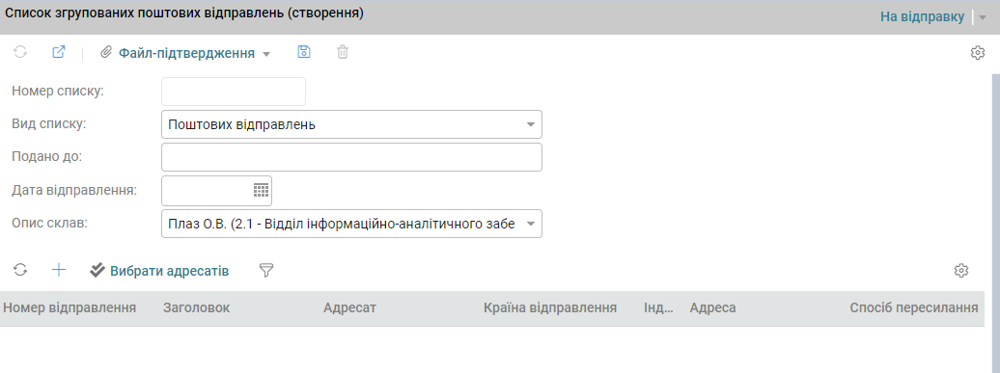 Список згрупованих поштових відправлень (створення)
На відправку
Файл-підтвердження
Номер списку:
Вид списку: Поштових відправлень
Подано до:
Дата відправлення:
Опис склав: Плаз О.В. (2.1 - Відділ інформаційно-аналітичного забе
Вибрати адресатів
Номер відправлення Заголовок Адресат Країна відправлення Інд... Адреса Спосіб пересилання